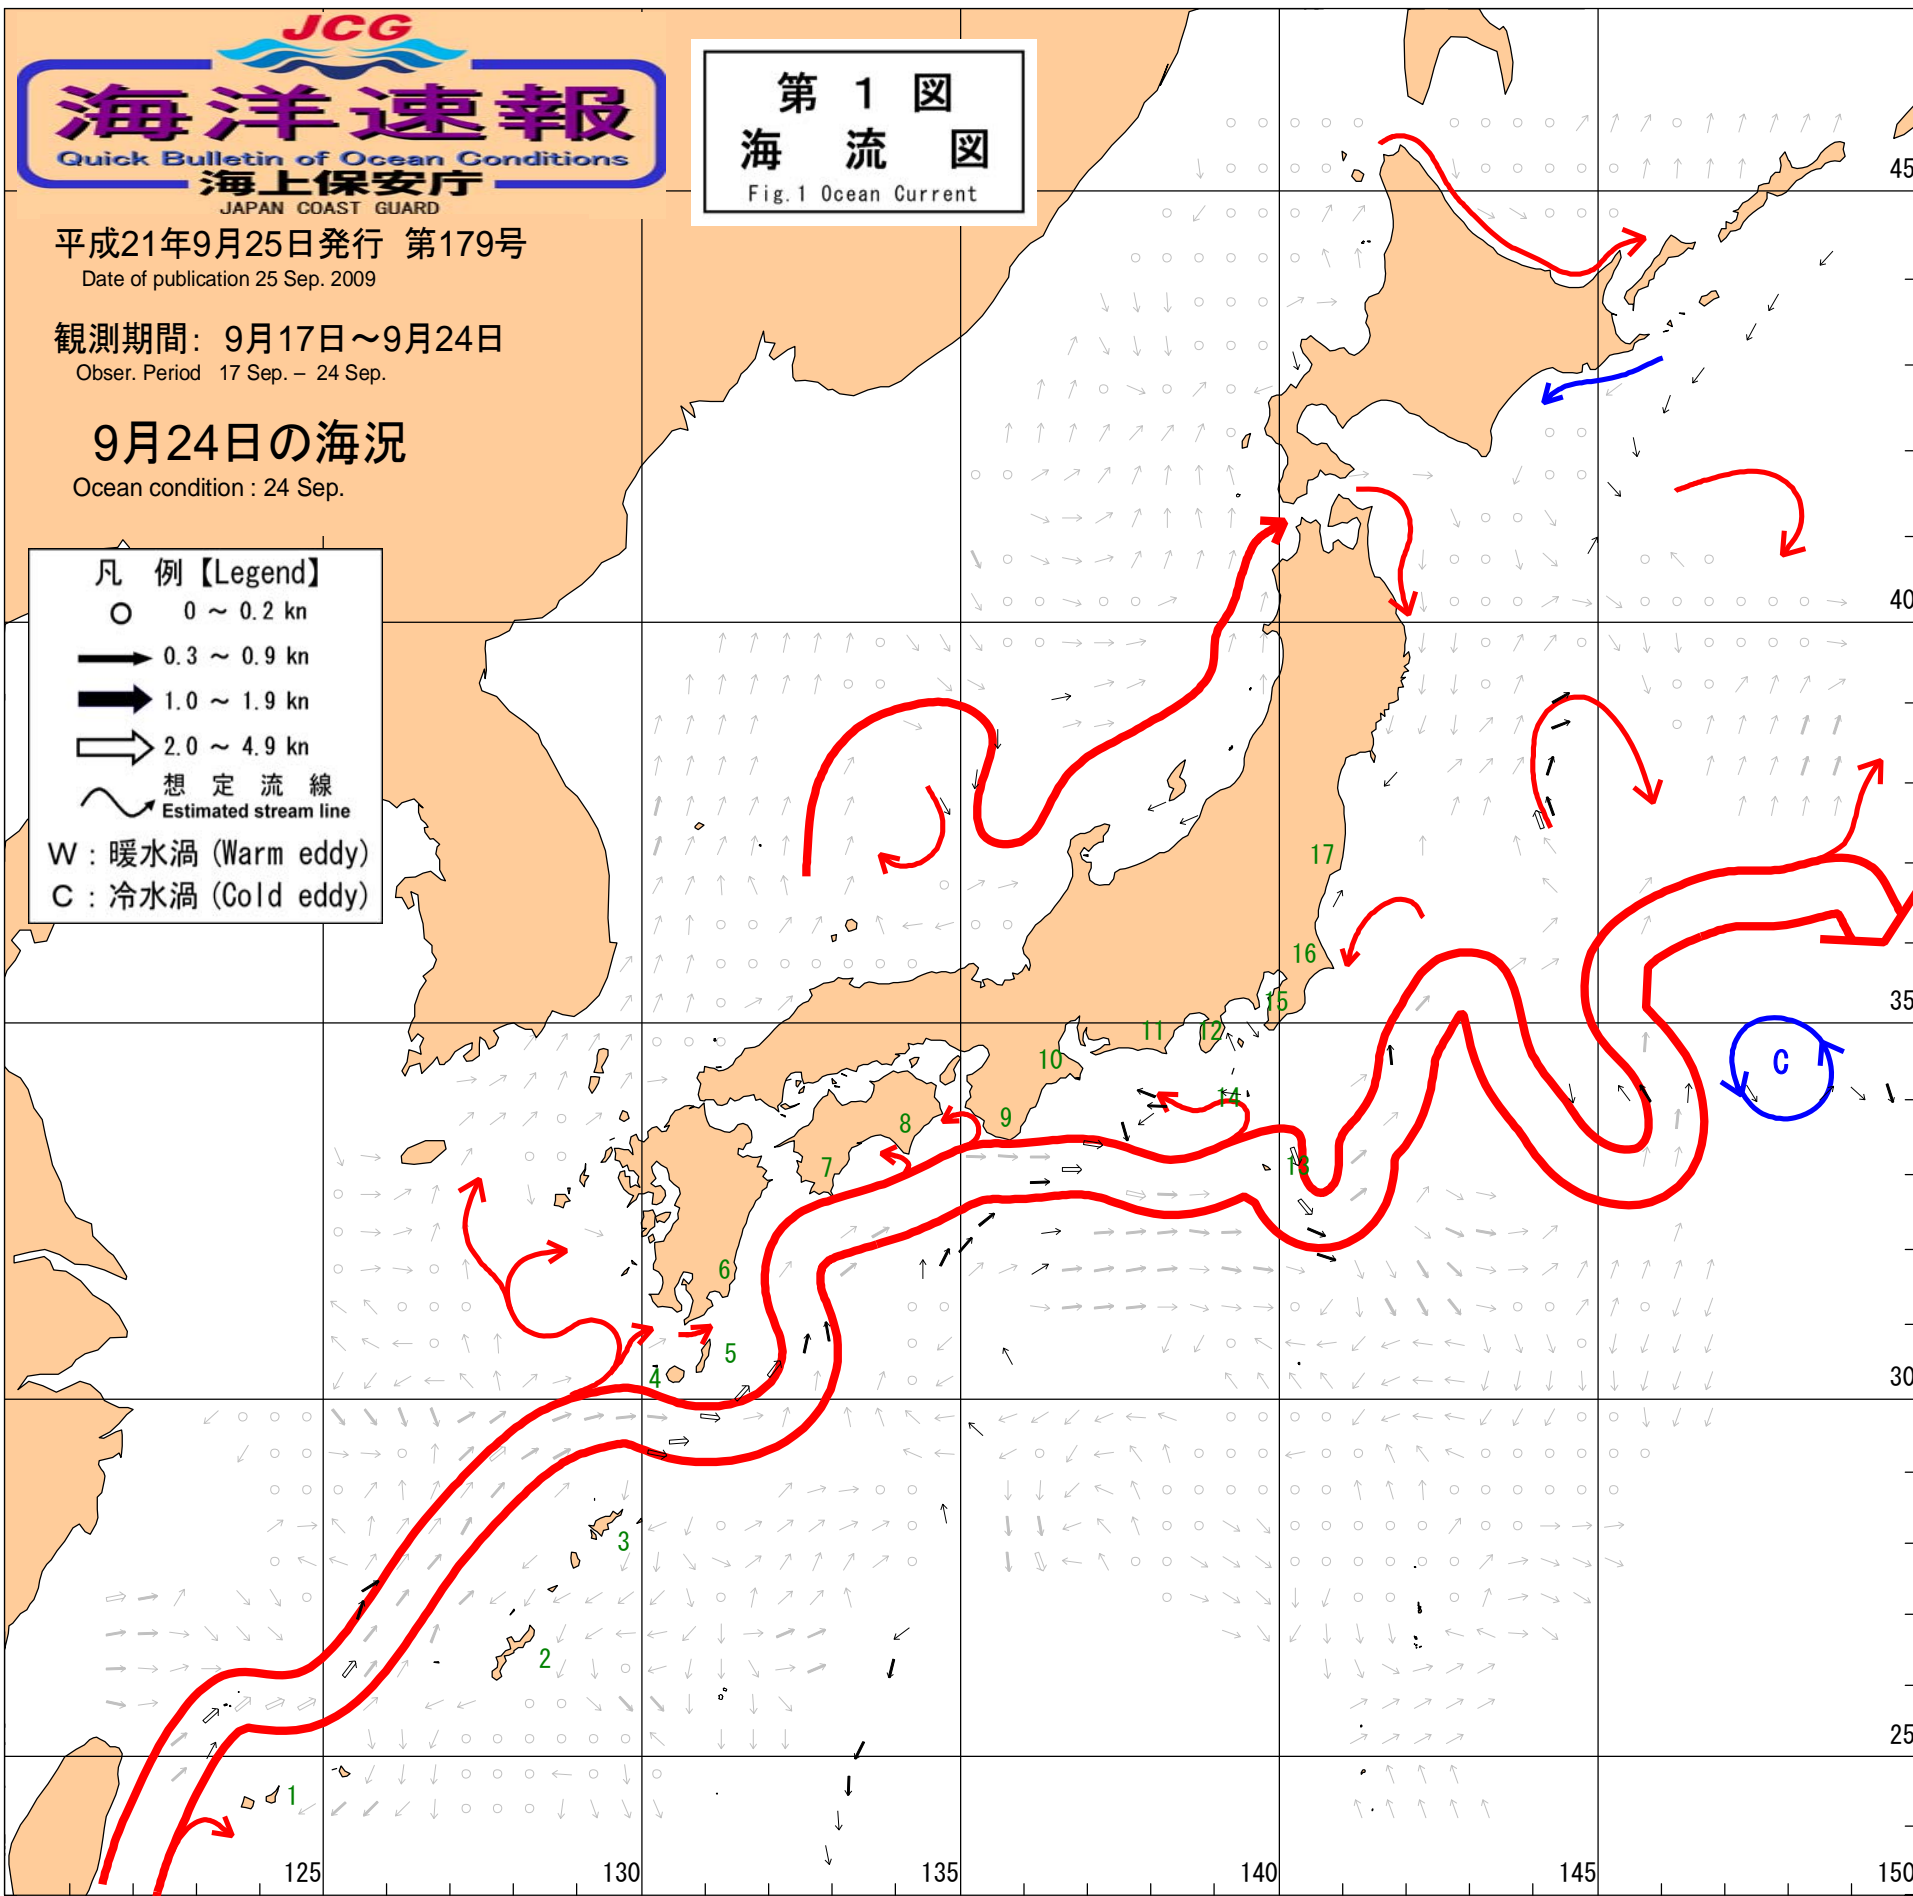 JCG
海洋速報
Quick Bulletin of Ocean Conditions
海上保安庁
JAPAN COAST GUARD
第 1 図
海 流 図
Fig.1 Ocean Current
平成21年9月25日発行 第179号
Date of publication 25 Sep. 2009
観測期間: 9月17日～9月24日
Obser. Period 17 Sep. – 24 Sep.
9月24日の海況
Ocean condition : 24 Sep.
凡 例【Legend】
0 ～ 0.2 kn
0.3 ～ 0.9 kn
1.0 ～ 1.9 kn
2.0 ～ 4.9 kn
想 定 流 線
Estimated stream line
W : 暖水渦 (Warm eddy)
C : 冷水渦 (Cold eddy)
45
40
17
16
35
15
11
12
10
C
14
9
8
7
13
6
5
4
30
3
2
25
1
125
130
135
140
145
150